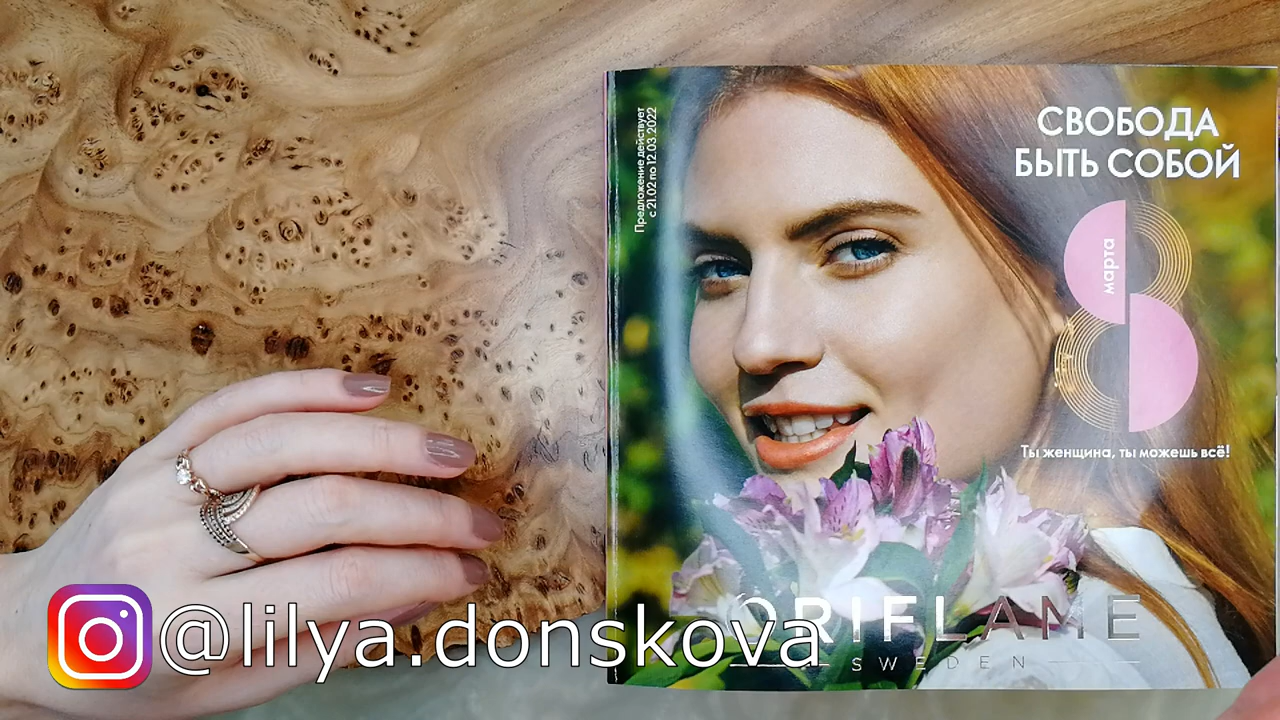 Предложение действует
с 21.02 по 12.03.2022
СВОБОДА
БЫТЬ СОБОЙ
8
марта
Ты женщина, ты можешь всё!
ORIFLAME
SWEDEN
@lilya.donskova